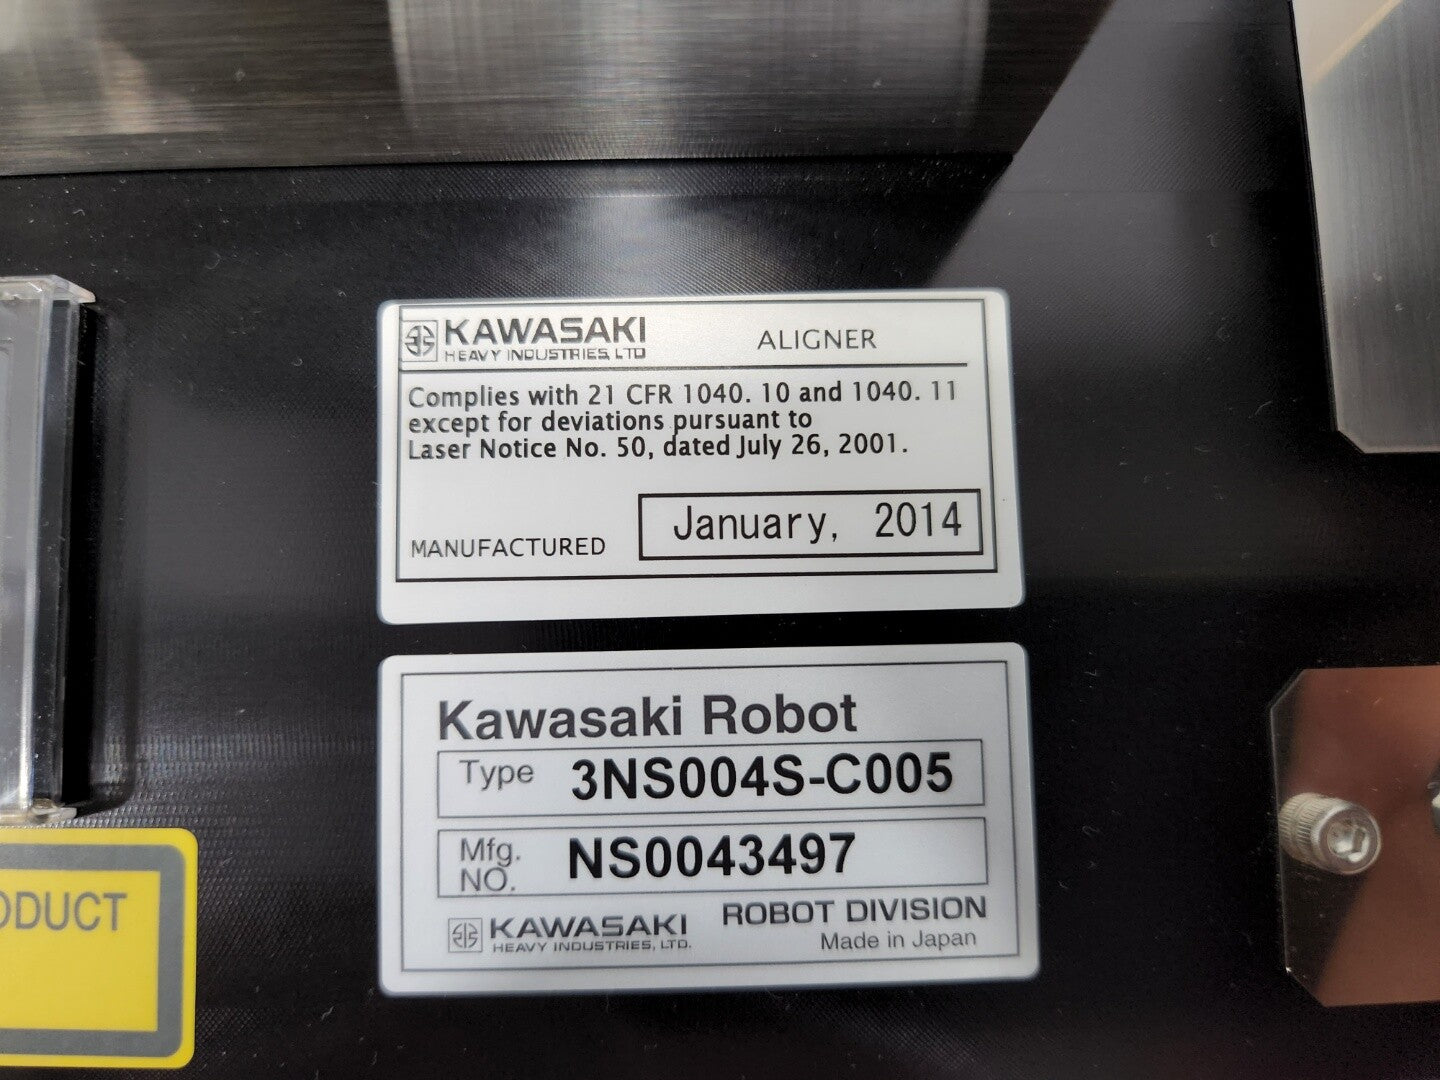 KAWASAKI
HEAVY INDUSTRIES, LTD
ALIGNER
Complies with 21 CFR 1040. 10 and 1040. 11
except for deviations pursuant to
Laser Notice No. 50, dated July 26, 2001.
MANUFACTURED
January, 2014
Kawasaki Robot
Type 3NS004S-C005
Mfg.
NO.
NS0043497
KAWASAKI
HEAVY INDUSTRIES, LTD.
ROBOT DIVISION
Made in Japan